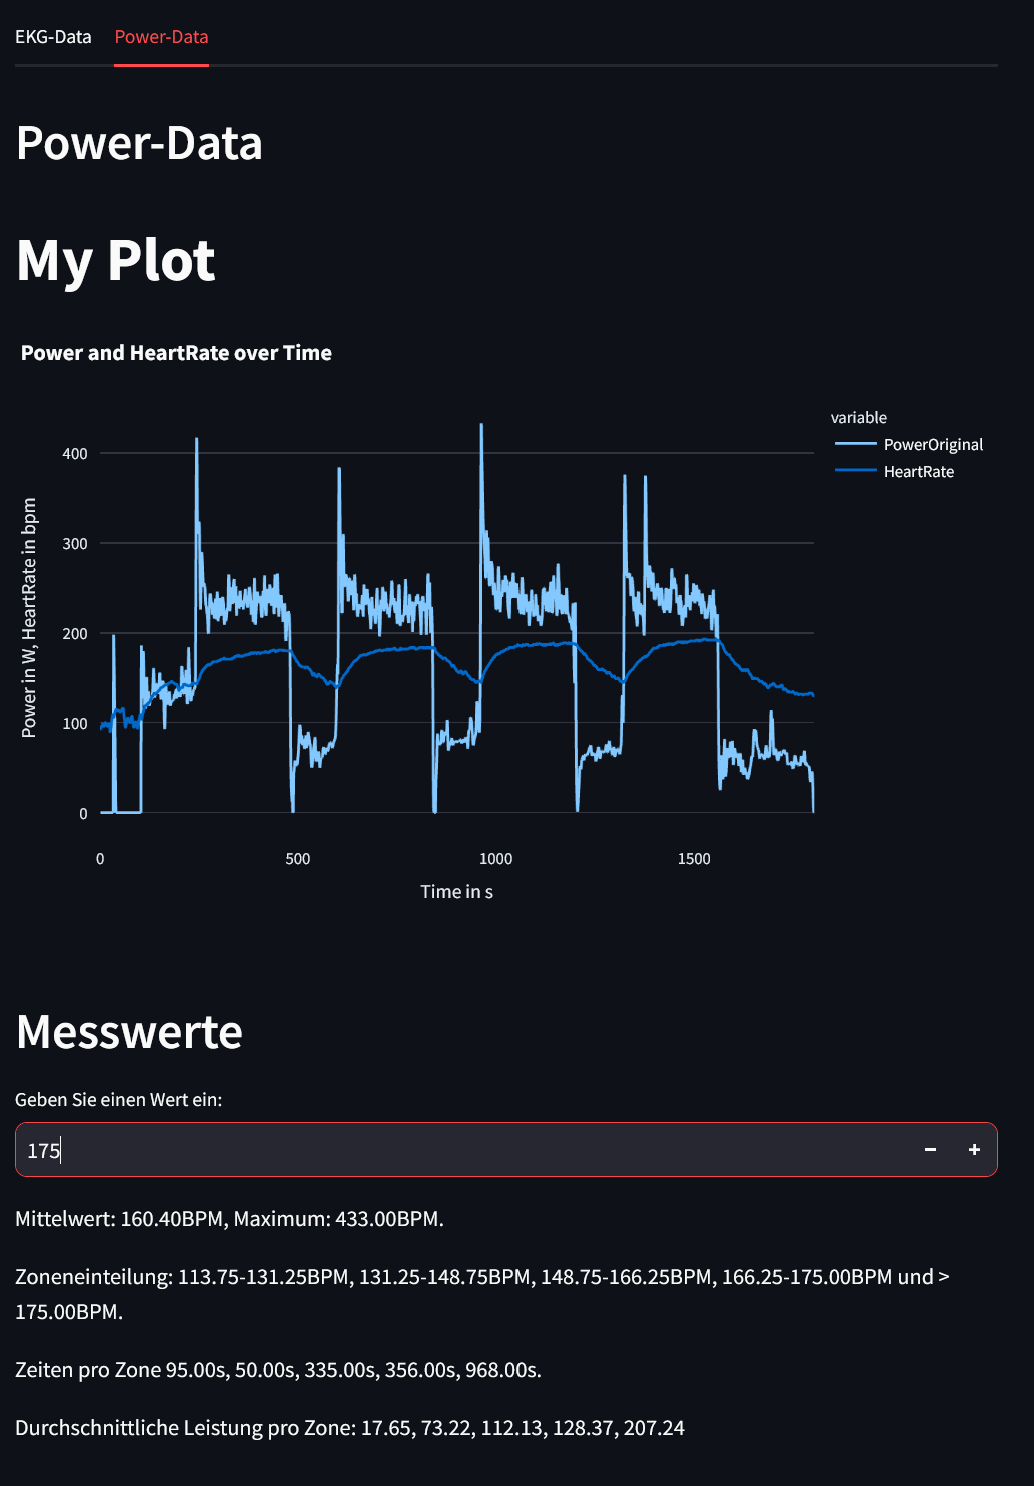 EKG-Data Power-Data
Power-Data
My Plot
Power and HeartRate over Time
variable
PowerOriginal
HeartRate
Power in W, HeartRate in bpm
400
300
200
100
0
0 500 1000 1500
Time in s
Messwerte
Geben Sie einen Wert ein:
175 − +
Mittelwert: 160.40BPM, Maximum: 433.00BPM.
Zoneneinteilung: 113.75-131.25BPM, 131.25-148.75BPM, 148.75-166.25BPM, 166.25-175.00BPM und >
175.00BPM.
Zeiten pro Zone 95.00s, 50.00s, 335.00s, 356.00s, 968.00s.
Durchschnittliche Leistung pro Zone: 17.65, 73.22, 112.13, 128.37, 207.24